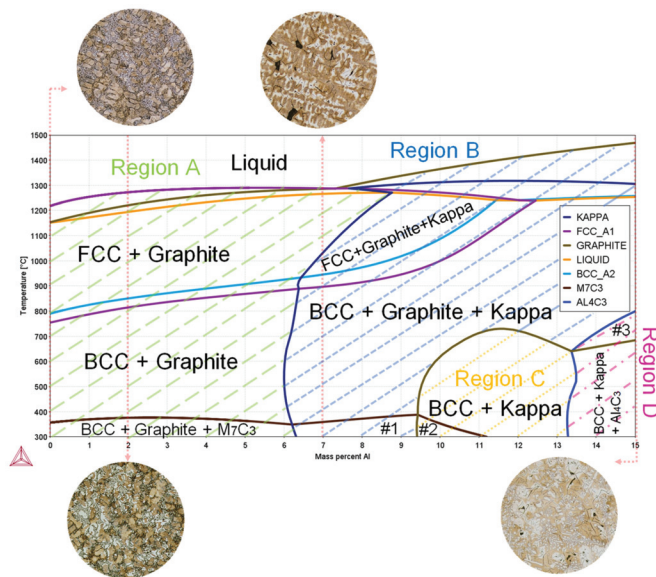 1500
1400
1300
1200
1100
1000
900
800
700
600
500
400
300
Temperature [°C]
Region A
Liquid
Region B
FCC + Graphite
FCC+Graphite+Kappa
KAPPA
FCC_A1
GRAPHITE
LIQUID
BCC_A2
M7C3
AL4C3
BCC + Graphite + Kappa
BCC + Graphite
Region C
BCC + Kappa
#3
BCC + Kappa
+ Al4C3
Region D
BCC + Graphite + M7C3
#1
#2
0 1 2 3 4 5 6 7 8 9 10 11 12 13 14 15
Mass percent Al